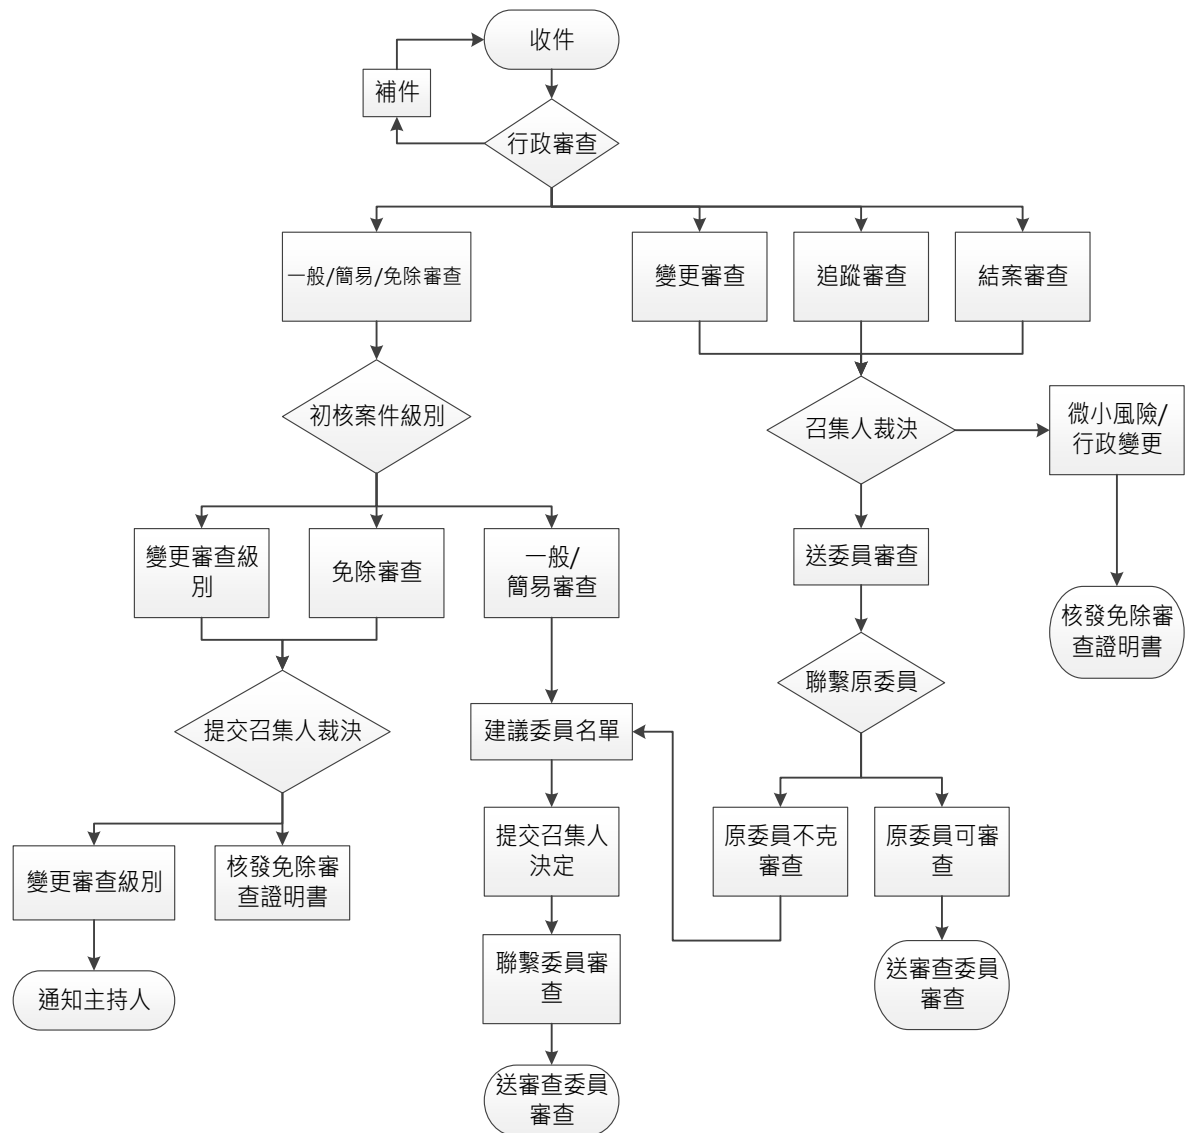 收件
補件
行政審查
一般/簡易/免除審查
變更審查
追蹤審查
結案審查
初核案件級別
召集人裁決
微小風險/
行政變更
變更審查級
別
免除審查
一般/
簡易審查
送委員審查
核發免除審
查證明書
聯繫原委員
提交召集人裁決
建議委員名單
提交召集人
決定
原委員不克
審查
原委員可審
查
變更審查級別
核發免除審
查證明書
聯繫委員審
查
送審查委員
審查
通知主持人
送審查委員
審查